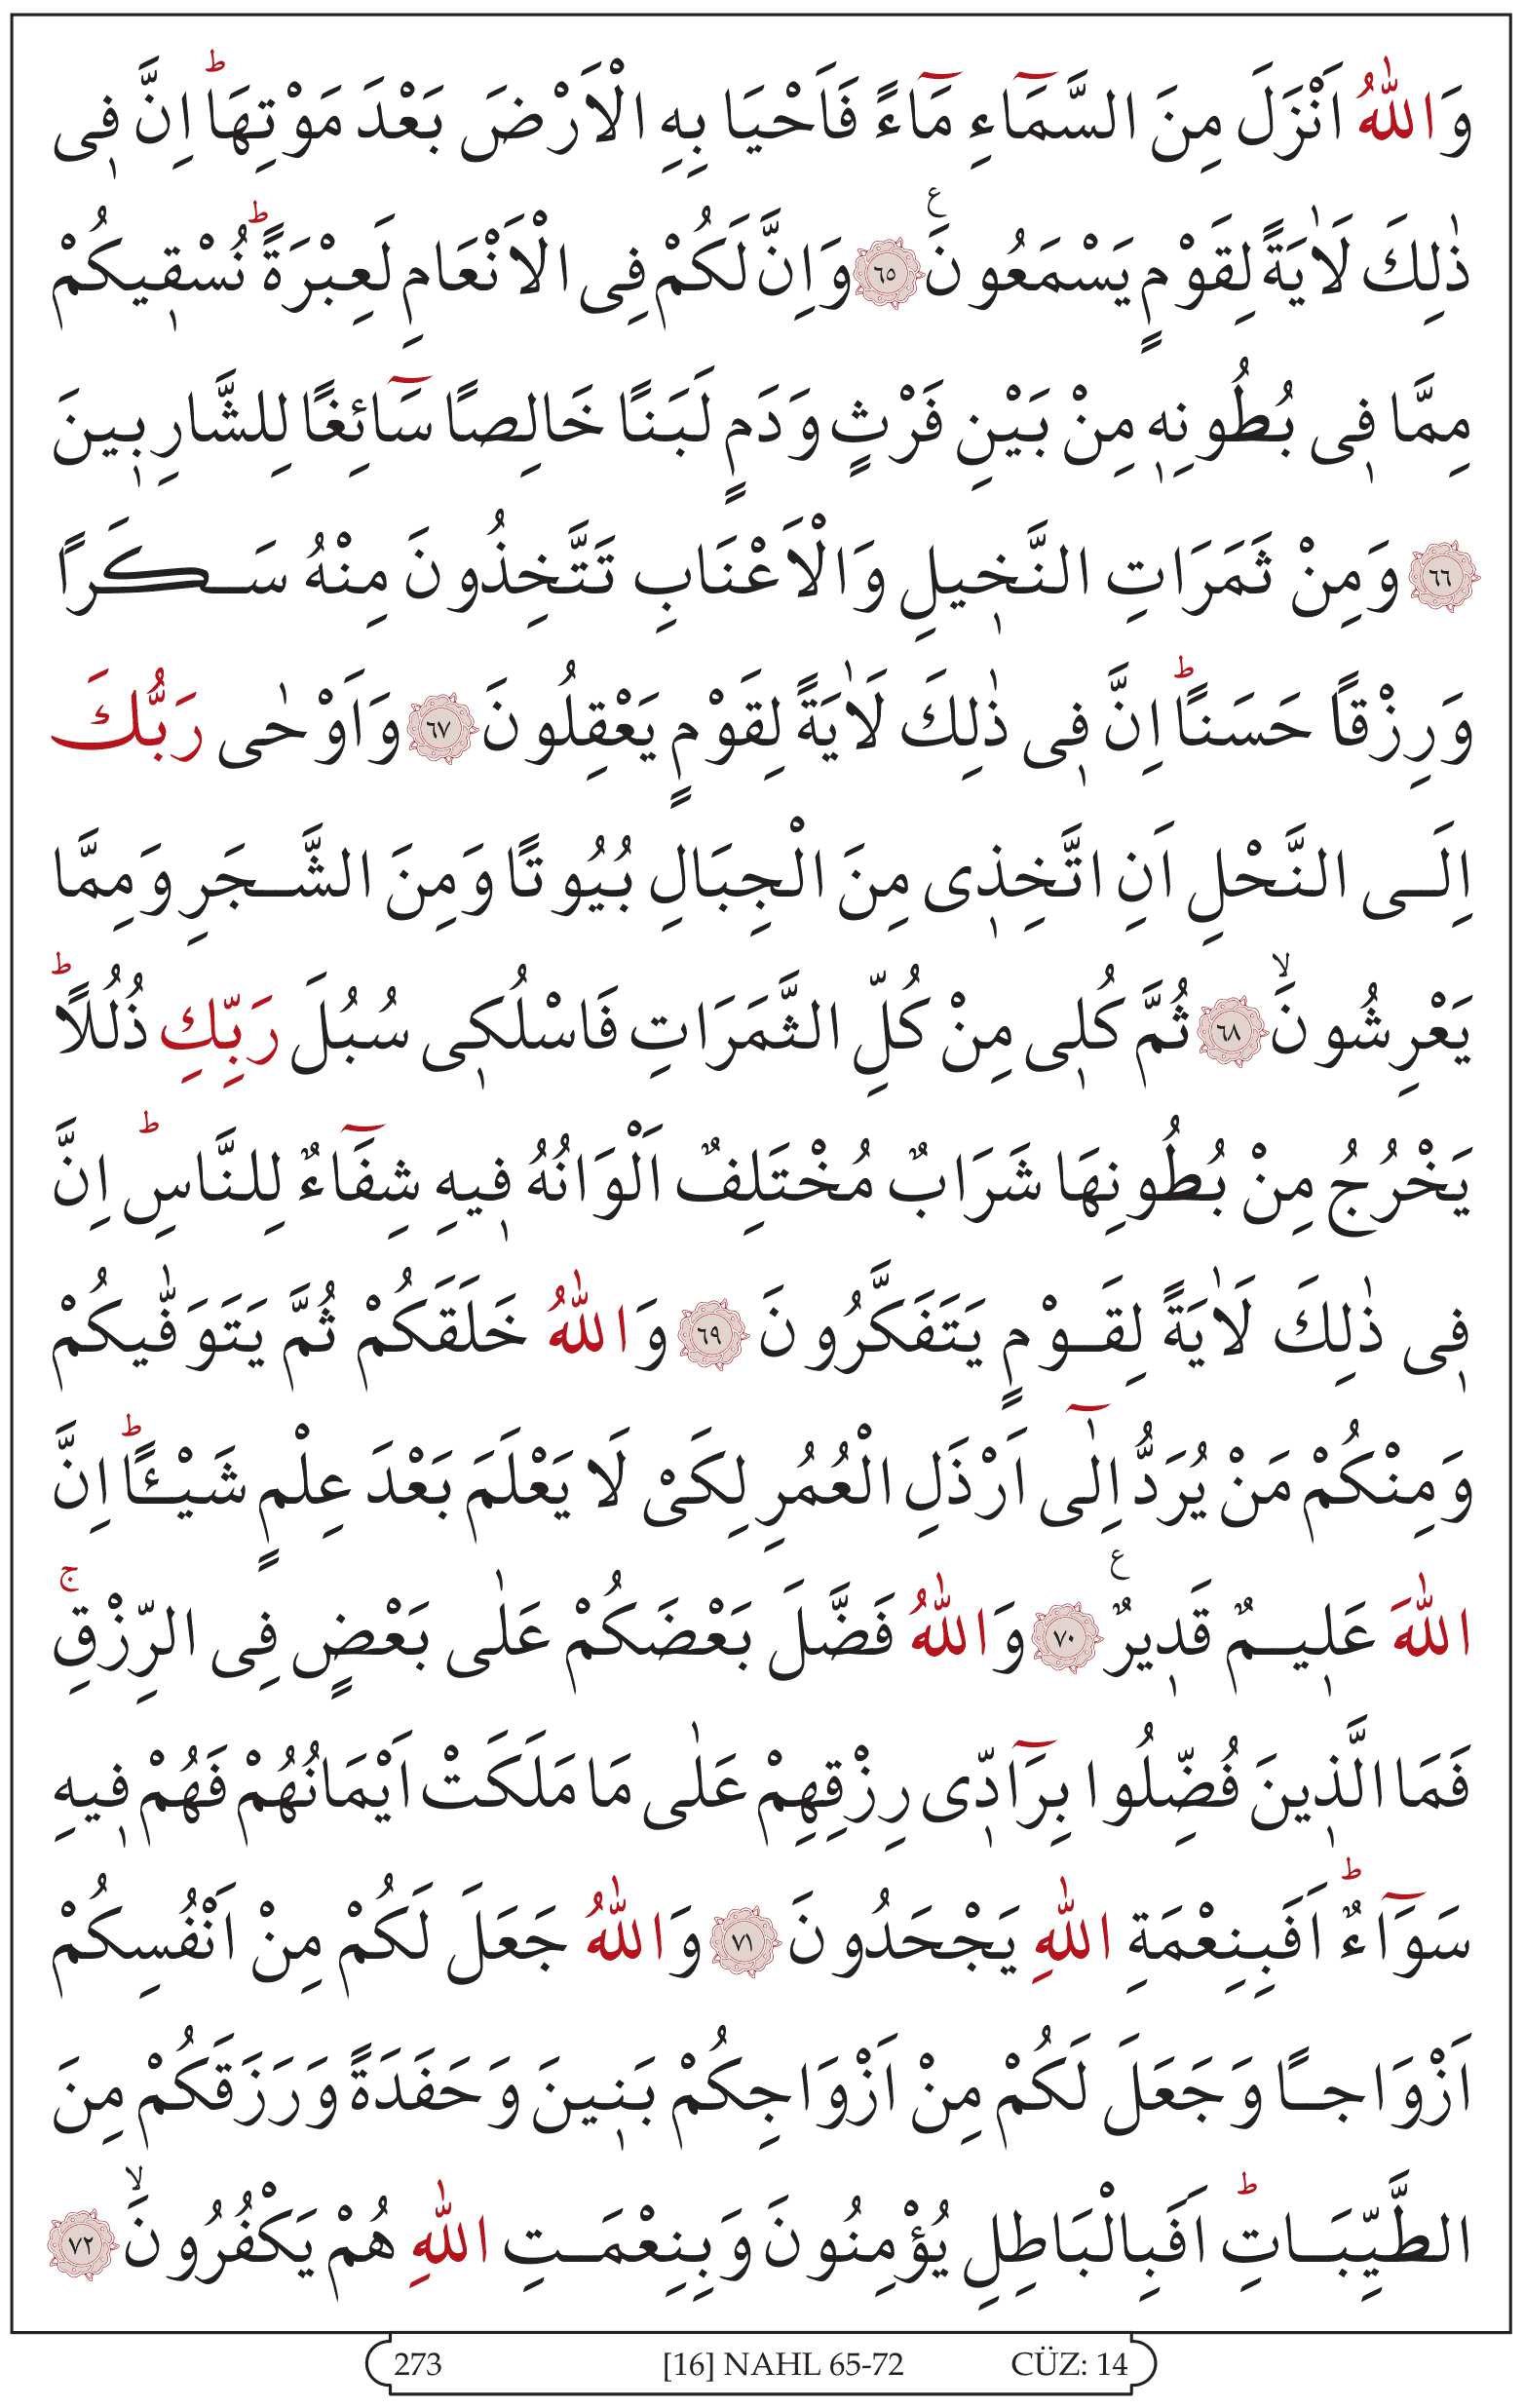 وَاللّٰهُ اَنْزَلَ مِنَ السَّمَٓاءِ مَٓاءً فَاَحْيَا بِهِ الْاَرْضَ بَعْدَ مَوْتِهَاۜ اِنَّ ف۪ى
ذٰلِكَ لَاٰيَةً لِقَوْمٍ يَسْمَعُونَ۟ ﴿٦٥﴾ وَاِنَّ لَكُمْ فِى الْاَنْعَامِ لَعِبْرَةًۜ نُسْق۪يكُمْ
مِمَّا ف۪ى بُطُونِه۪ مِنْ بَيْنِ فَرْثٍ وَدَمٍ لَبَنًا خَالِصًا سَٓائِغًا لِلشَّارِب۪ينَ
﴿٦٦﴾ وَمِنْ ثَمَرَاتِ النَّخ۪يلِ وَالْاَعْنَابِ تَتَّخِذُونَ مِنْهُ سَكَرًا
وَرِزْقًا حَسَنًاۜ اِنَّ ف۪ى ذٰلِكَ لَاٰيَةً لِقَوْمٍ يَعْقِلُونَ ﴿٦٧﴾ وَاَوْحٰى رَبُّكَ
اِلَى النَّحْلِ اَنِ اتَّخِذ۪ى مِنَ الْجِبَالِ بُيُوتًا وَمِنَ الشَّجَرِ وَمِمَّا
يَعْرِشُونَۙ ﴿٦٨﴾ ثُمَّ كُل۪ى مِنْ كُلِّ الثَّمَرَاتِ فَاسْلُك۪ى سُبُلَ رَبِّكِ ذُلُلًاۜ
يَخْرُجُ مِنْ بُطُونِهَا شَرَابٌ مُخْتَلِفٌ اَلْوَانُهُ ف۪يهِ شِفَٓاءٌ لِلنَّاسِۜ اِنَّ
ف۪ى ذٰلِكَ لَاٰيَةً لِقَوْمٍ يَتَفَكَّرُونَ ﴿٦٩﴾ وَاللّٰهُ خَلَقَكُمْ ثُمَّ يَتَوَفّٰيكُمْ
وَمِنْكُمْ مَنْ يُرَدُّ اِلٰٓى اَرْذَلِ الْعُمُرِ لِكَىْ لَا يَعْلَمَ بَعْدَ عِلْمٍ شَيْـًٔاۜ اِنَّ
اللّٰهَ عَل۪يمٌ قَد۪يرٌ۟ ﴿٧٠﴾ وَاللّٰهُ فَضَّلَ بَعْضَكُمْ عَلٰى بَعْضٍ فِى الرِّزْقِۚ
فَمَا الَّذ۪ينَ فُضِّلُوا بِرَٓادّ۪ى رِزْقِهِمْ عَلٰى مَا مَلَكَتْ اَيْمَانُهُمْ فَهُمْ ف۪يهِ
سَوَٓاءٌۜ اَفَبِنِعْمَةِ اللّٰهِ يَجْحَدُونَ ﴿٧١﴾ وَاللّٰهُ جَعَلَ لَكُمْ مِنْ اَنْفُسِكُمْ
اَزْوَاجًا وَجَعَلَ لَكُمْ مِنْ اَزْوَاجِكُمْ بَن۪ينَ وَحَفَدَةً وَرَزَقَكُمْ مِنَ
الطَّيِّبَاتِۜ اَفَبِالْبَاطِلِ يُؤْمِنُونَ وَبِنِعْمَتِ اللّٰهِ هُمْ يَكْفُرُونَۙ ﴿٧٢﴾
273 [16] NAHL 65-72 CÜZ: 14